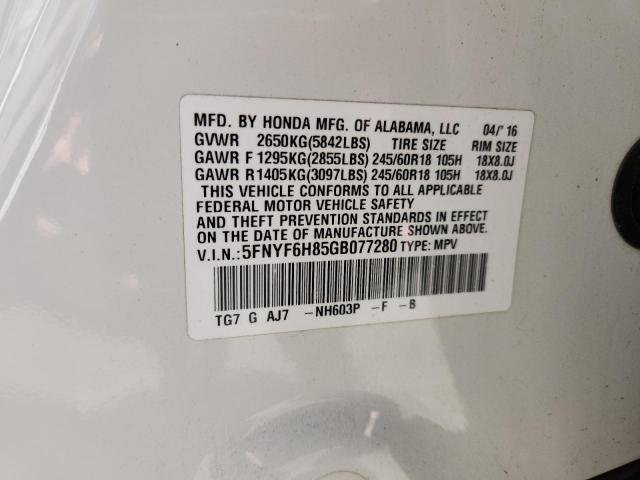 MFD. BY HONDA MFG. OF ALABAMA, LLC 04/'16
GVWR 2650KG(5842LBS) TIRE SIZE RIM SIZE
GAWR F 1295KG(2855LBS) 245/60R18 105H 18X8.0J
GAWR R 1405KG(3097LBS) 245/60R18 105H 18X8.0J
THIS VEHICLE CONFORMS TO ALL APPLICABLE
FEDERAL MOTOR VEHICLE SAFETY
AND THEFT PREVENTION STANDARDS IN EFFECT
ON THE DATE OF MANUFACTURE SHOWN ABOVE.
V.I.N.: 5FNYF6H85GB077280 TYPE: MPV
TG7 G AJ7 -NH603P -F -B